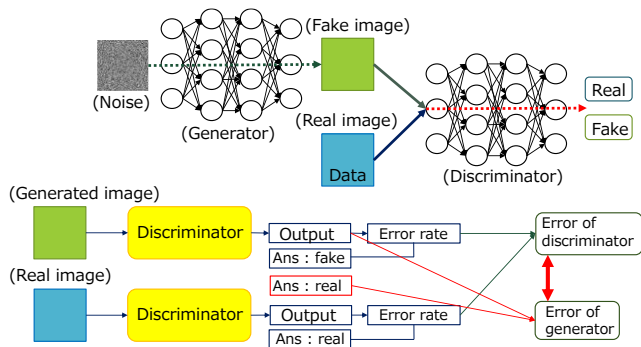 (Fake image)
(Noise)
(Generator)
(Real image)
Data
Real
Fake
(Discriminator)
(Generated image)
Discriminator
Output
Error rate
Ans : fake
Error of
discriminator
(Real image)
Ans : real
Discriminator
Output
Error rate
Ans : real
Error of
generator